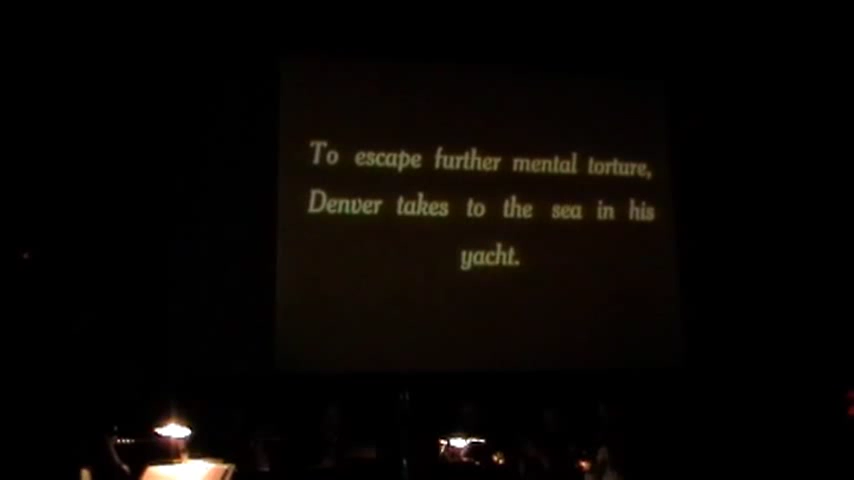 To escape further mental torture,
Denver takes to the sea in his
yacht.